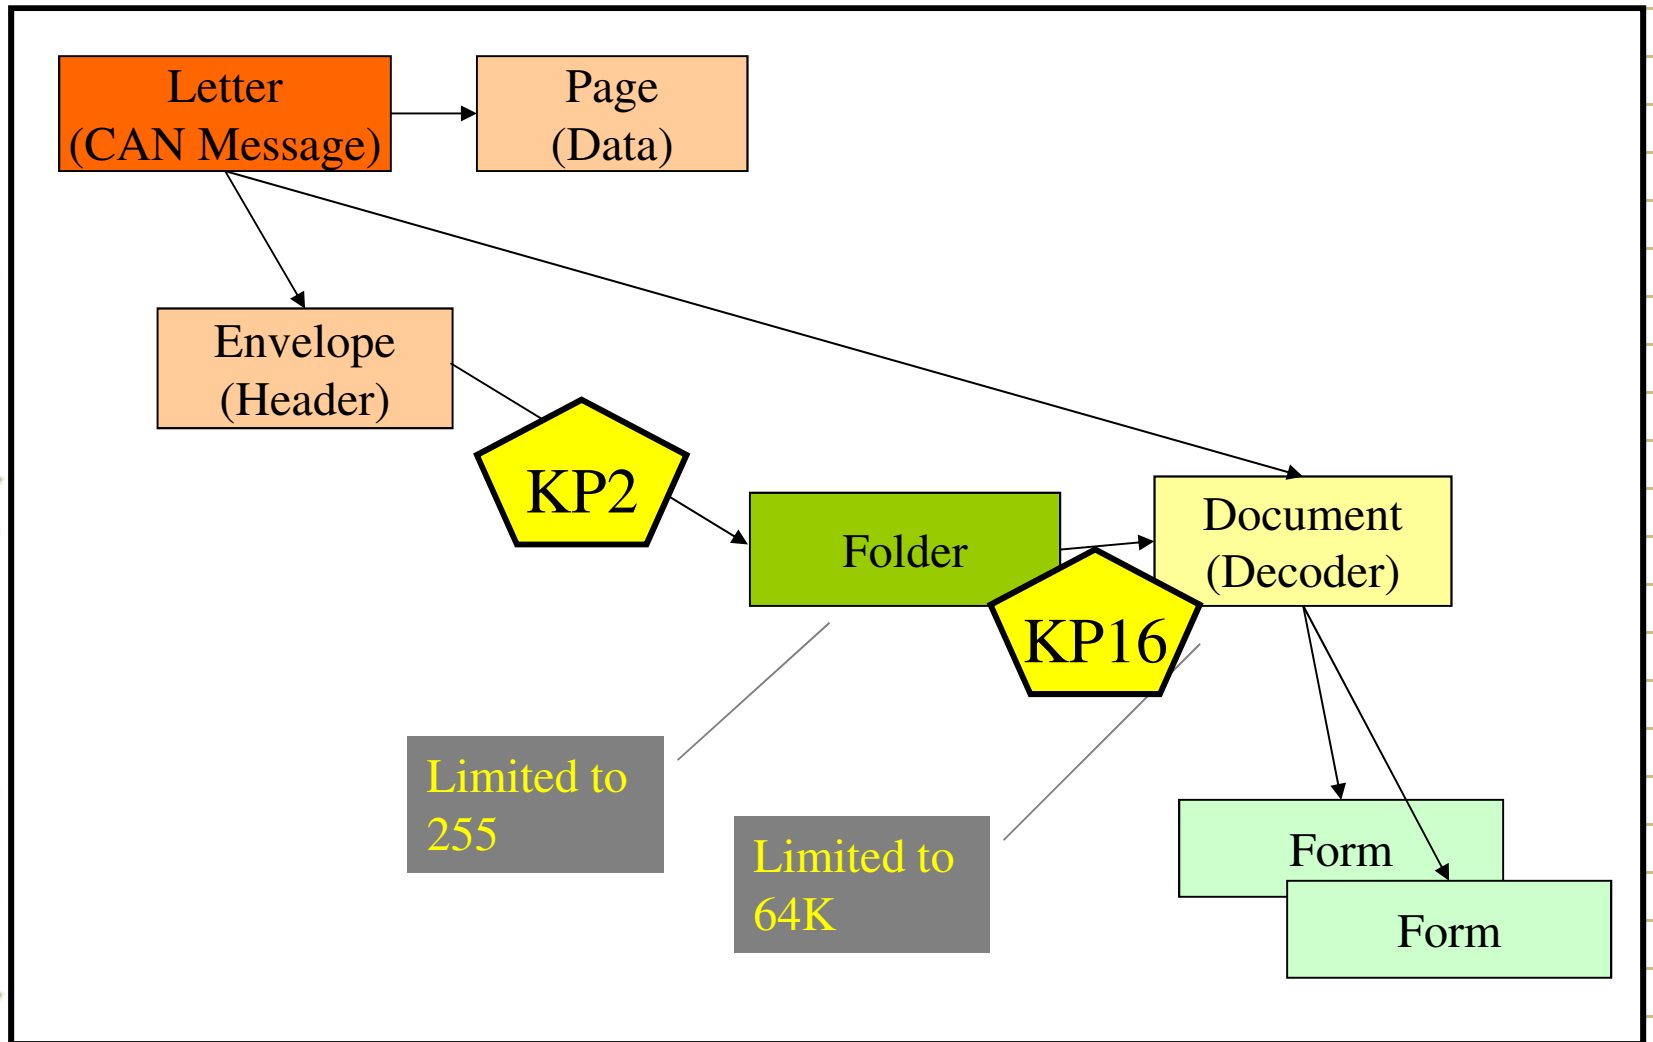 Letter
(CAN Message)
Page
(Data)
Envelope
(Header)
KP2
Folder
Document
(Decoder)
KP16
Limited to
255
Limited to
64K
Form
Form